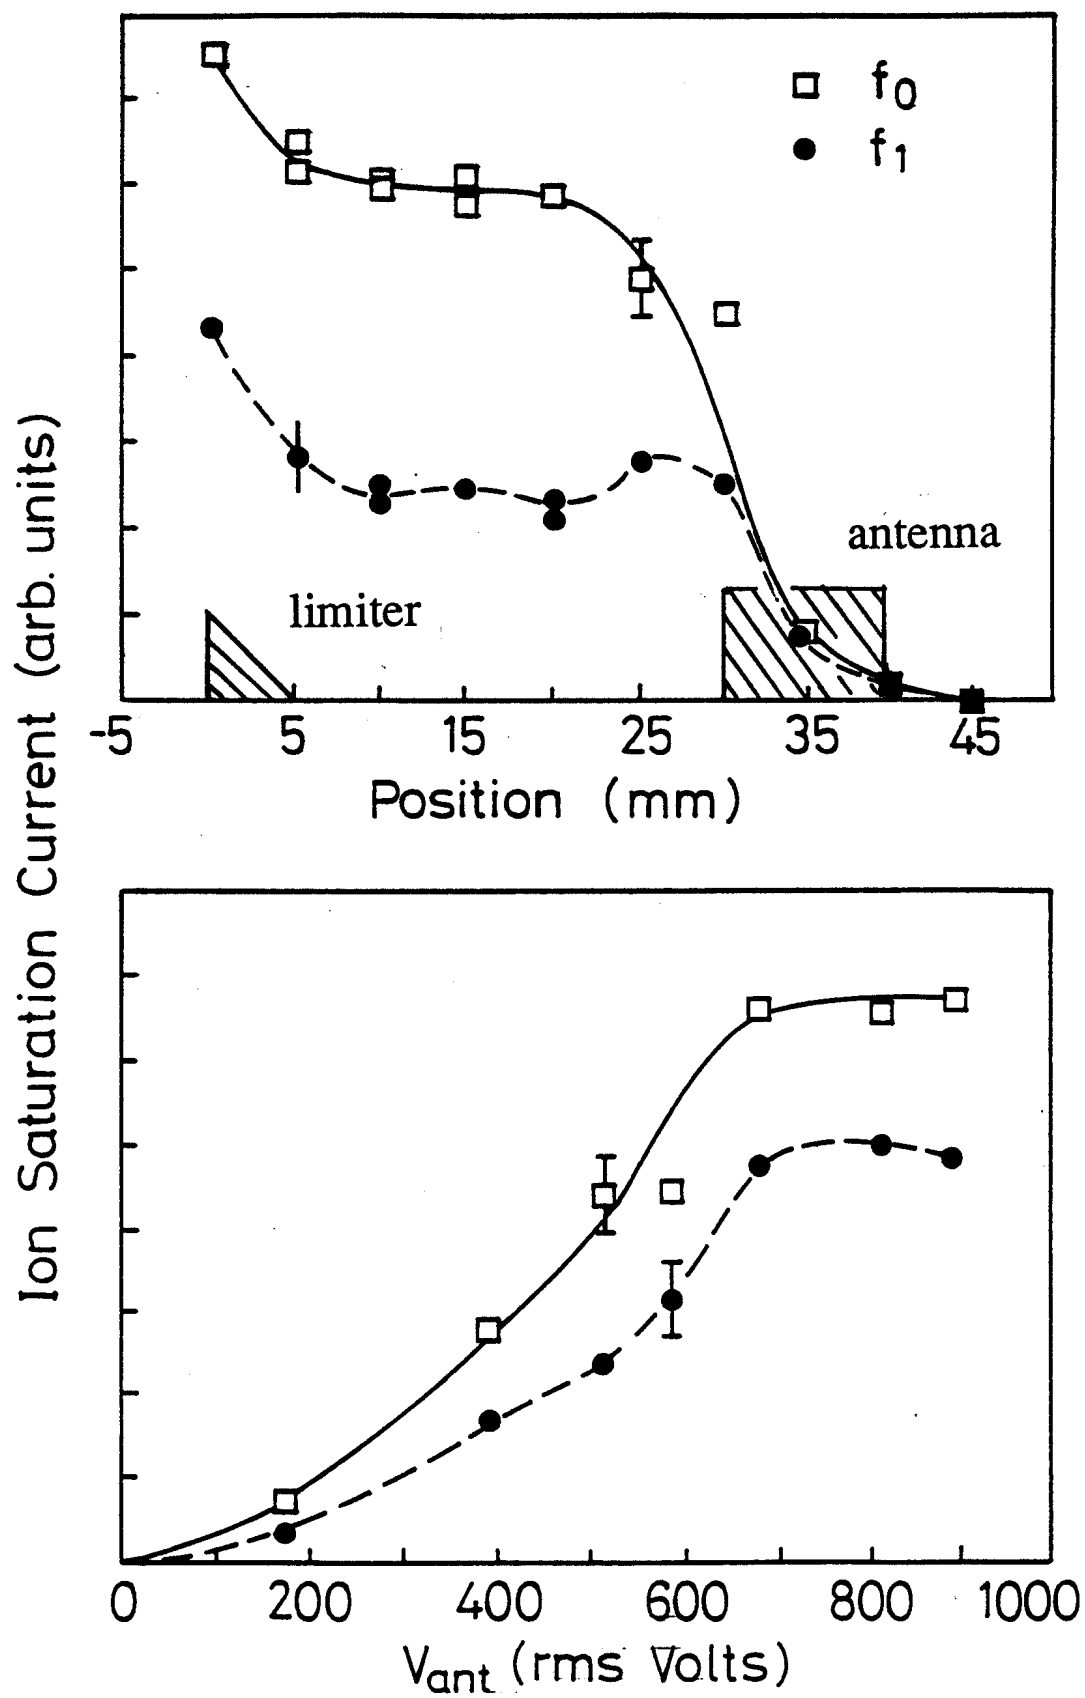 f0
f1
antenna
limiter
-5 5 15 25 35 45
Position (mm)
Ion Saturation Current (arb. units)
0 200 400 600 800 1000
Vant (rms Volts)